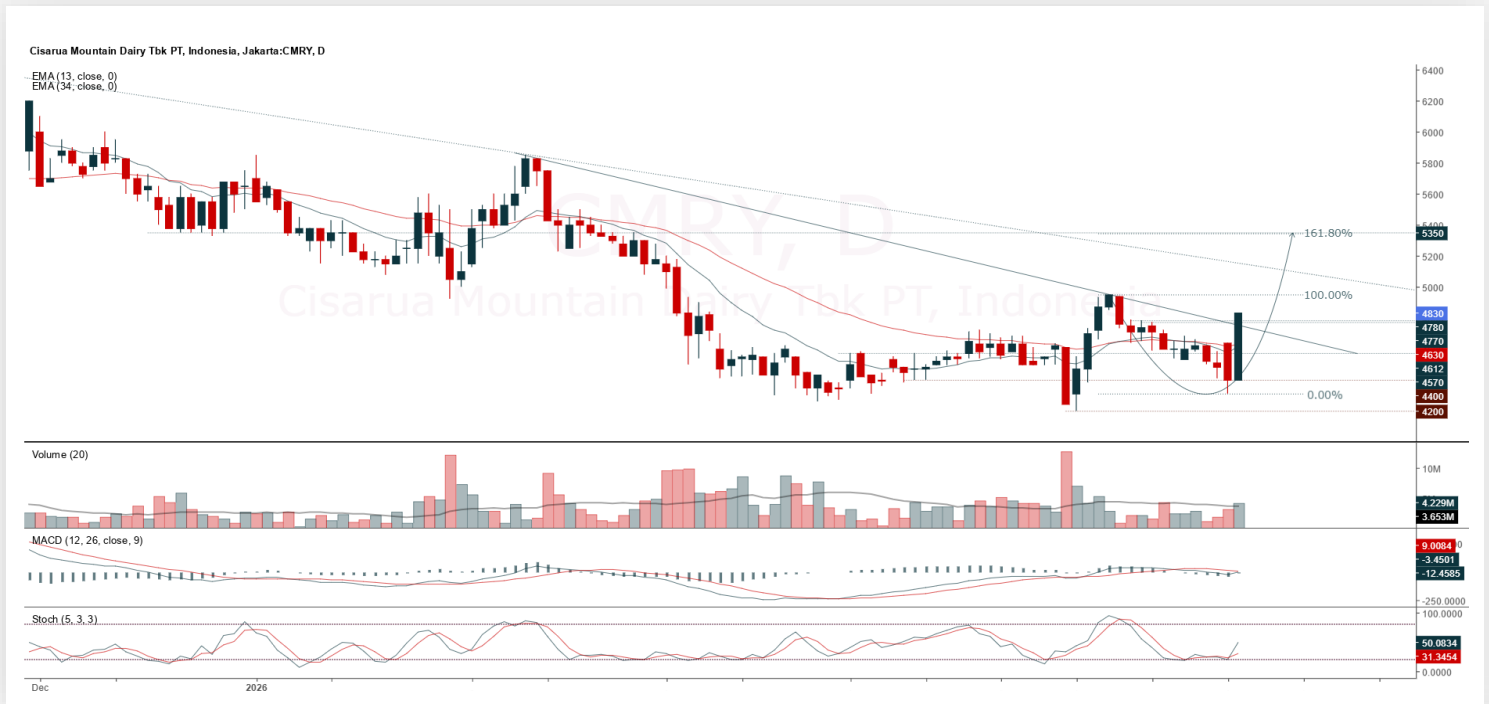 Cisarua Mountain Dairy Tbk PT, Indonesia, Jakarta:CMRY, D
EMA (13, close, 0)
EMA (34, close, 0)
CMRY, D
Cisarua Mountain Dairy Tbk PT, Indonesia
6400
6200
6000
5800
5600
5400
161.80%
5350
5200
5000
100.00%
4830
4780
4770
4630
4612
4570
0.00%
4400
4200
Volume (20)
10M
4.229M
3.653M
MACD (12, 26, close, 9)
9.0084
-3.4501
-12.4585
-250.0000
Stoch (5, 3, 3)
100.0000
50.0834
31.3454
0.0000
Dec
2026